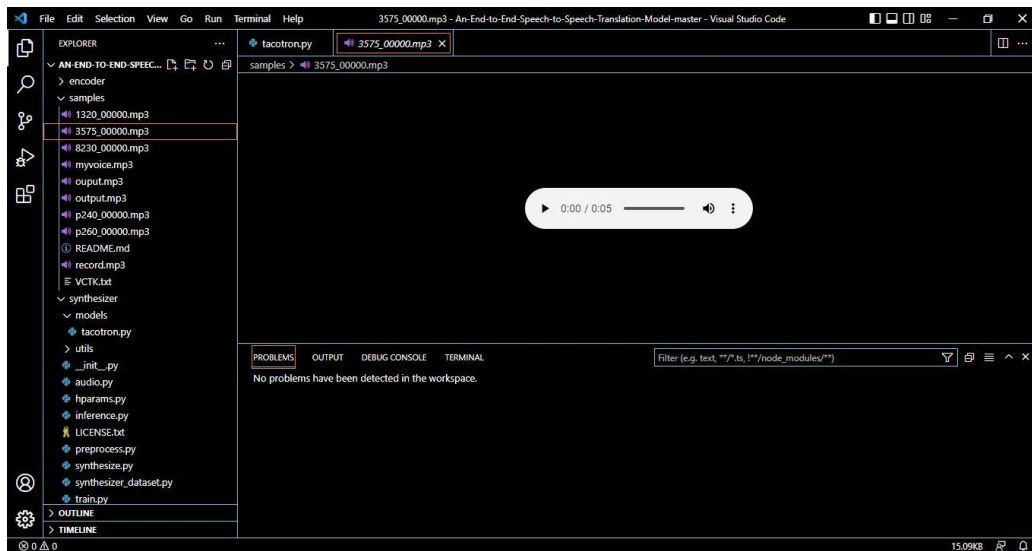 File Edit Selection View Go Run Terminal Help
3575_00000.mp3 - An-End-to-End-Speech-to-Speech-Translation-Model-master - Visual Studio Code
EXPLORER
AN-END-TO-END-SPEEC...
encoder
samples
1320_00000.mp3
3575_00000.mp3
8230_00000.mp3
myvoice.mp3
ouput.mp3
output.mp3
p240_00000.mp3
p260_00000.mp3
README.md
record.mp3
VCTK.txt
synthesizer
models
tacotron.py
utils
__init__.py
audio.py
hparams.py
inference.py
LICENSE.txt
preprocess.py
synthesize.py
synthesizer_dataset.py
train.py
OUTLINE
TIMELINE
tacotron.py 3575_00000.mp3
samples > 3575_00000.mp3
0:00 / 0:05
PROBLEMS OUTPUT DEBUG CONSOLE TERMINAL Filter (e.g. text, **/*.ts, !**/node_modules/**)
No problems have been detected in the workspace.
0 0 15.09KB